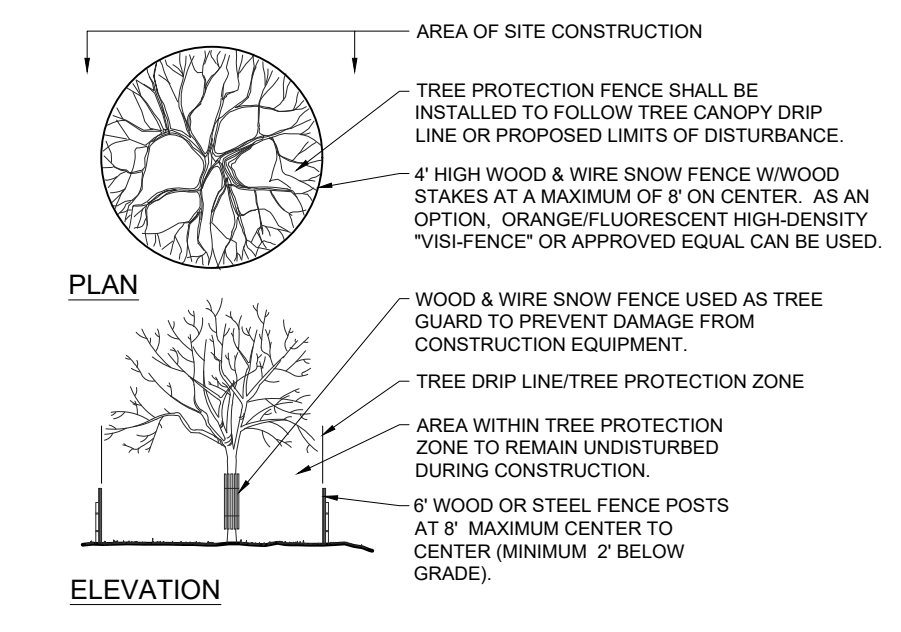 AREA OF SITE CONSTRUCTION
TREE PROTECTION FENCE SHALL BE
INSTALLED TO FOLLOW TREE CANOPY DRIP
LINE OR PROPOSED LIMITS OF DISTURBANCE.
4' HIGH WOOD & WIRE SNOW FENCE W/WOOD
STAKES AT A MAXIMUM OF 8' ON CENTER. AS AN
OPTION, ORANGE/FLUORESCENT HIGH-DENSITY
"VISI-FENCE" OR APPROVED EQUAL CAN BE USED.
PLAN
WOOD & WIRE SNOW FENCE USED AS TREE
GUARD TO PREVENT DAMAGE FROM
CONSTRUCTION EQUIPMENT.
TREE DRIP LINE/TREE PROTECTION ZONE
AREA WITHIN TREE PROTECTION
ZONE TO REMAIN UNDISTURBED
DURING CONSTRUCTION.
6' WOOD OR STEEL FENCE POSTS
AT 8' MAXIMUM CENTER TO
CENTER (MINIMUM 2' BELOW
GRADE).
ELEVATION